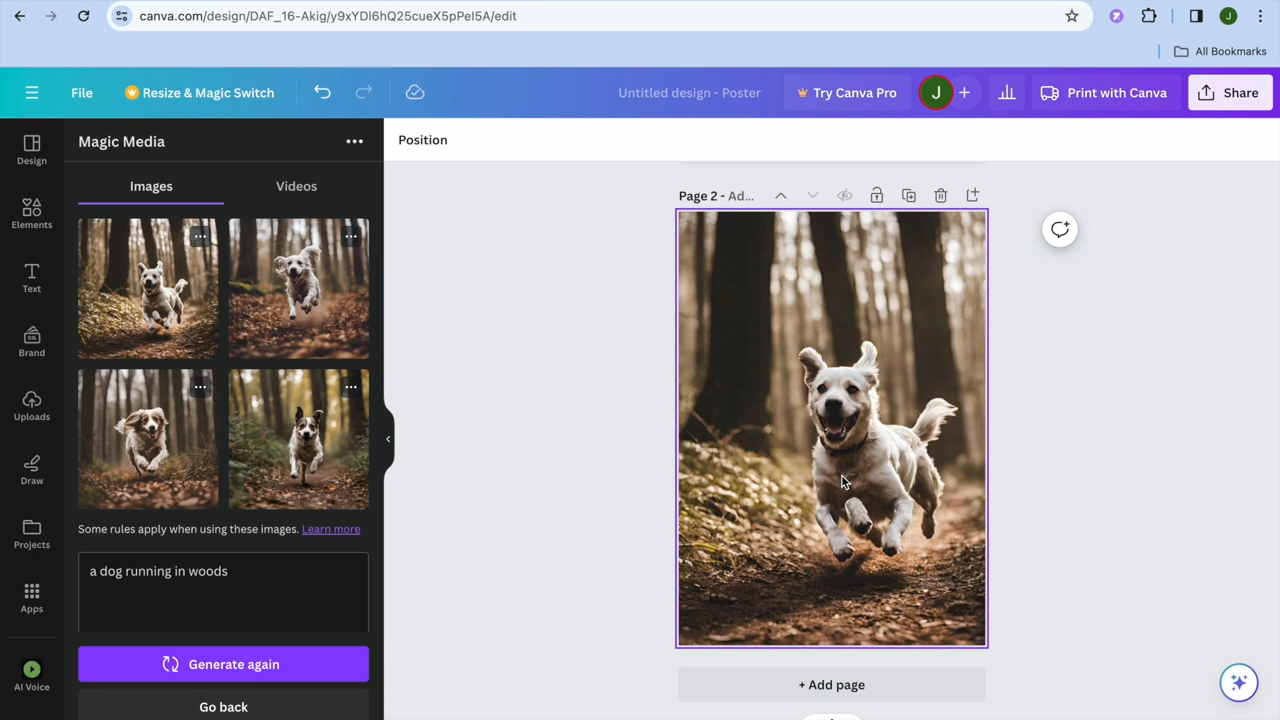 canva.com/design/DAF_16-Akig/y9xYDI6hQ25cueX5pPel5A/edit
J
All Bookmarks
File
Resize & Magic Switch
Untitled design - Poster
Try Canva Pro
J
Print with Canva
Share
Design
Elements
Text
Brand
CO.
Uploads
Draw
Projects
Apps
AI Voice
Magic Media
Images
Videos
Some rules apply when using these images. Learn more
a dog running in woods
Generate again
Go back
Position
Page 2 - Ad...
+ Add page